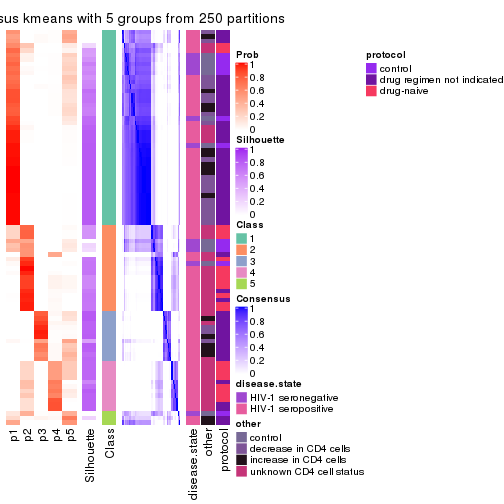 sus kmeans with 5 groups from 250 partitions
Prob
1
0.8
0.6
0.4
0.2
0
Silhouette
1
0.8
0.6
0.4
0.2
0
Class
1
2
3
4
5
Consensus
1
0.8
0.6
0.4
0.2
0
disease.state
HIV-1 seronegative
HIV-1 seropositive
other
control
decrease in CD4 cells
increase in CD4 cells
unknown CD4 cell status
protocol
control
drug regimen not indicated
drug-naive
p1
p2
p3
p4
p5
Silhouette
Class
disease.state
other
protocol